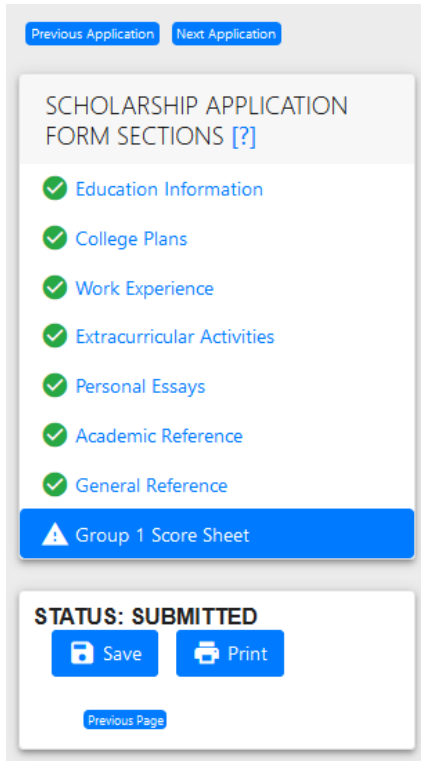 Previous Application Next Application
SCHOLARSHIP APPLICATION
FORM SECTIONS [?]
Education Information
College Plans
Work Experience
Extracurricular Activities
Personal Essays
Academic Reference
General Reference
Group 1 Score Sheet
STATUS: SUBMITTED
Save Print
Previous Page